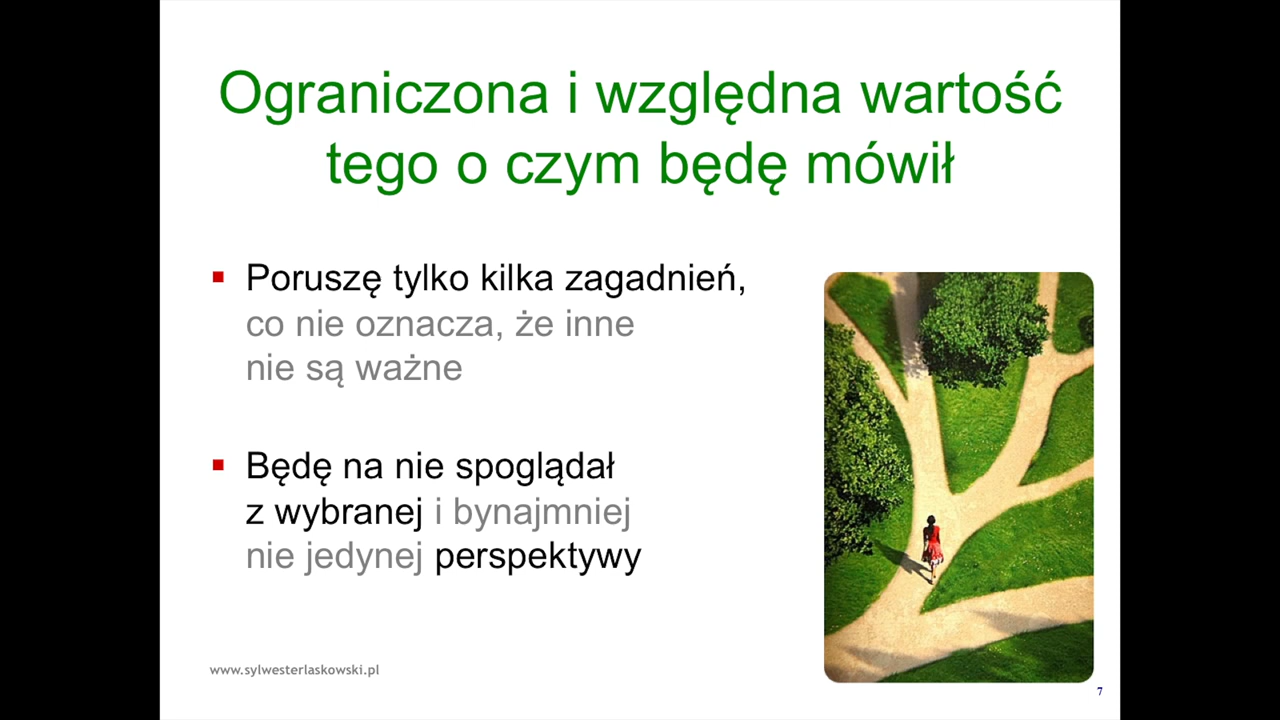 Ograniczona i względna wartość
tego o czym będę mówił
Poruszę tylko kilka zagadnień,
co nie oznacza, że inne
nie są ważne
Będę na nie spoglądał
z wybranej i bynajmniej
nie jedynej perspektywy
www.sylwesterlaskowski.pl
7